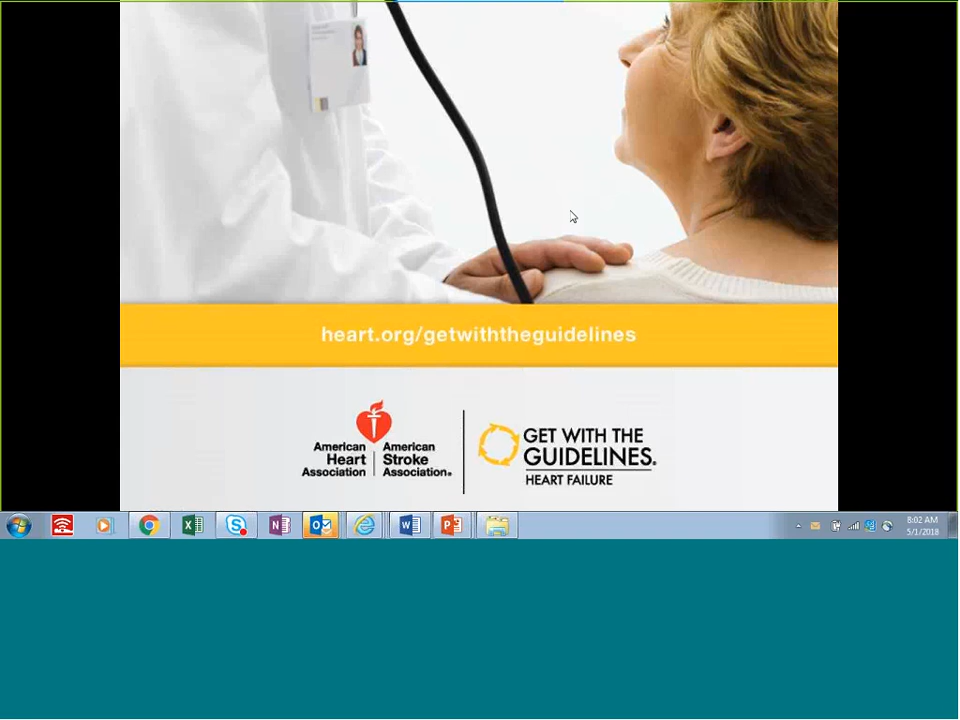 heart.org/getwiththeguidelines
American
Heart
Association
American
Stroke
Association®
GET WITH THE
GUIDELINES®
HEART FAILURE
8:02 AM
5/1/2018